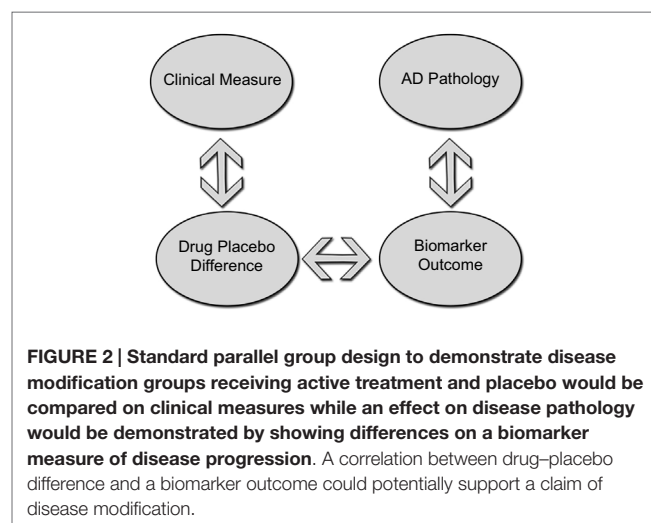 Clinical Measure
AD Pathology
Drug Placebo
Difference
Biomarker
Outcome
FIGURE 2 | Standard parallel group design to demonstrate disease
modification groups receiving active treatment and placebo would be
compared on clinical measures while an effect on disease pathology
would be demonstrated by showing differences on a biomarker
measure of disease progression. A correlation between drug–placebo
difference and a biomarker outcome could potentially support a claim of
disease modification.